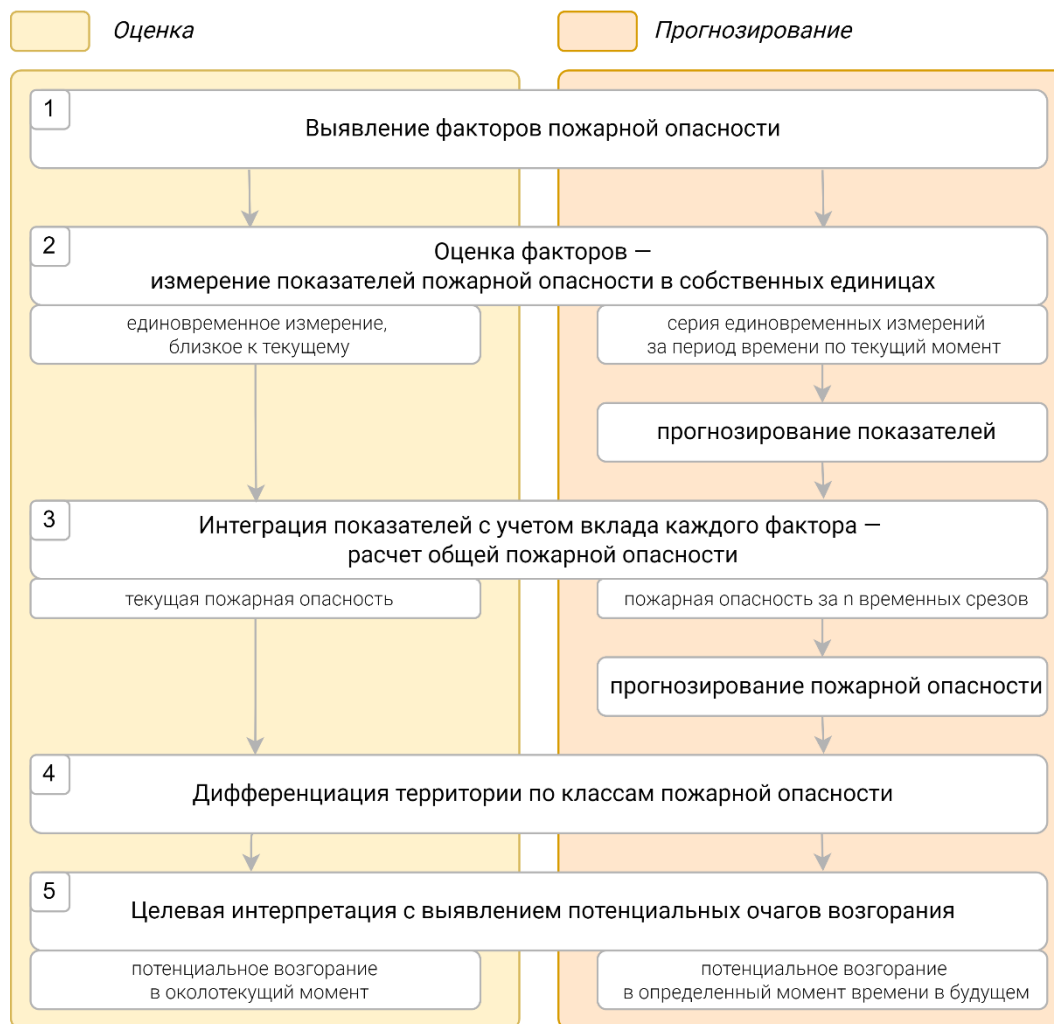 Оценка
Прогнозирование
1
Выявление факторов пожарной опасности
2
Оценка факторов —
измерение показателей пожарной опасности в собственных единицах
единовременное измерение,
близкое к текущему
серия единовременных измерений
за период времени по текущий момент
прогнозирование показателей
3
Интеграция показателей с учетом вклада каждого фактора —
расчет общей пожарной опасности
текущая пожарная опасность
пожарная опасность за n временных срезов
прогнозирование пожарной опасности
4
Дифференциация территории по классам пожарной опасности
5
Целевая интерпретация с выявлением потенциальных очагов возгорания
потенциальное возгорание
в околотекущий момент
потенциальное возгорание
в определенный момент времени в будущем